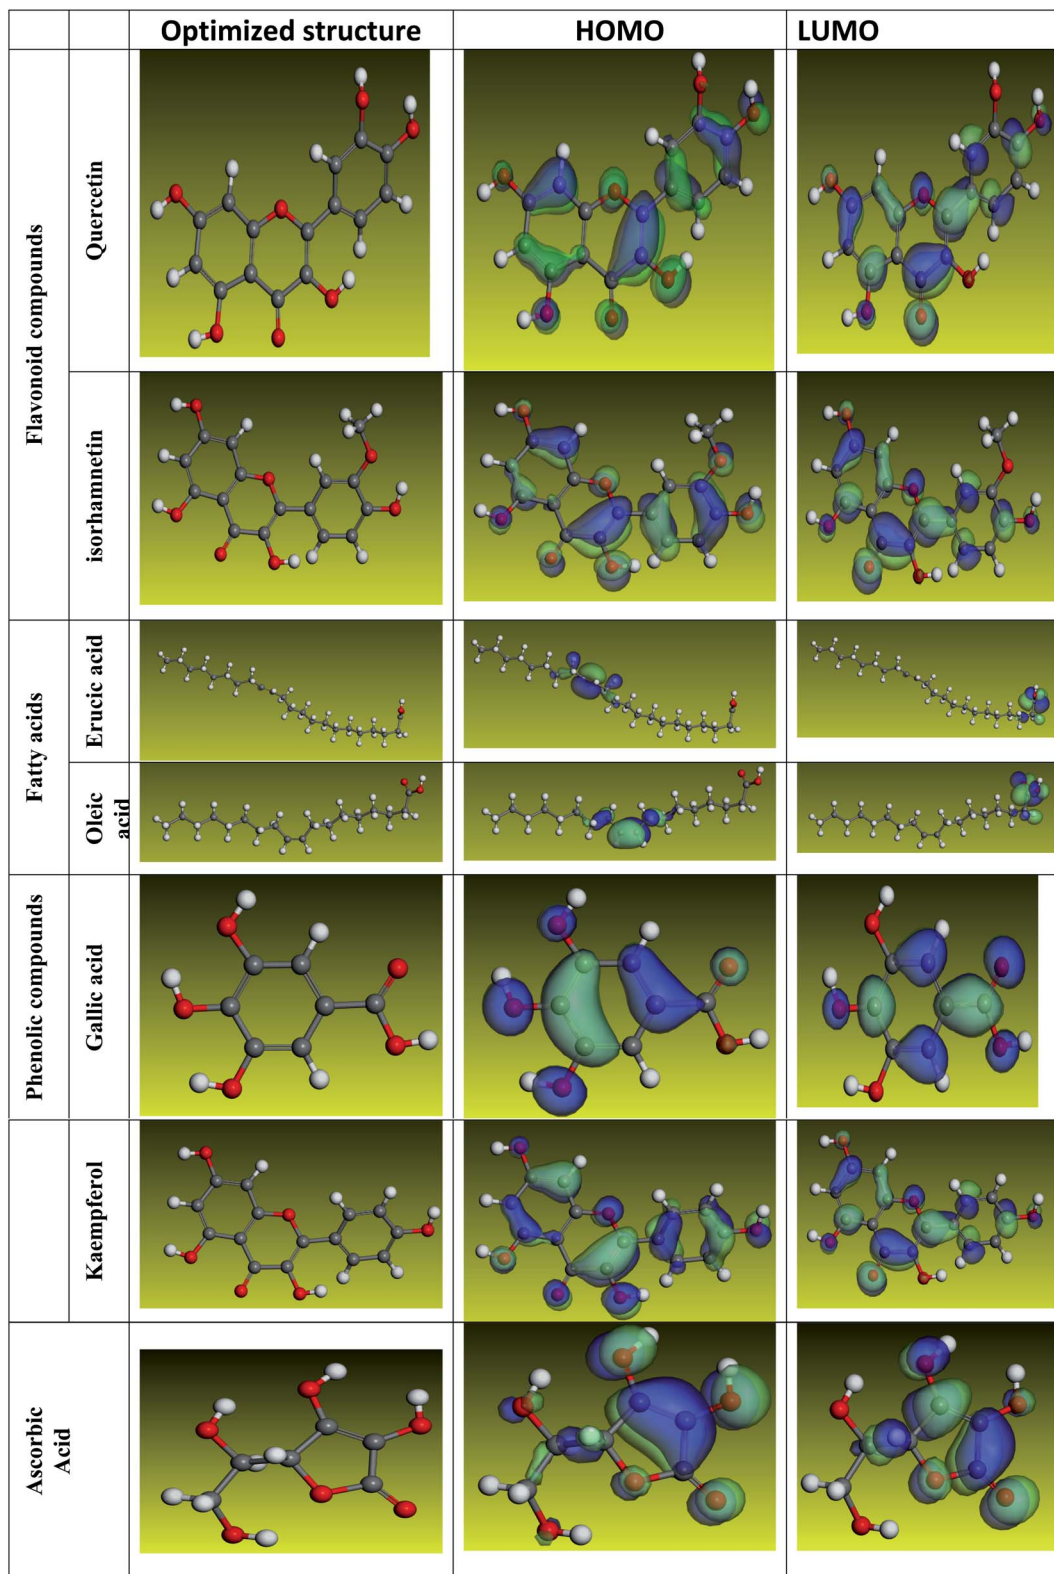 Optimized structure HOMO LUMO
Flavonoid compounds
Quercetin
isorhamnetin
Fatty acids
Erucic acid
Oleic
acid
Phenolic compounds
Gallic acid
Kaempferol
Ascorbic
Acid